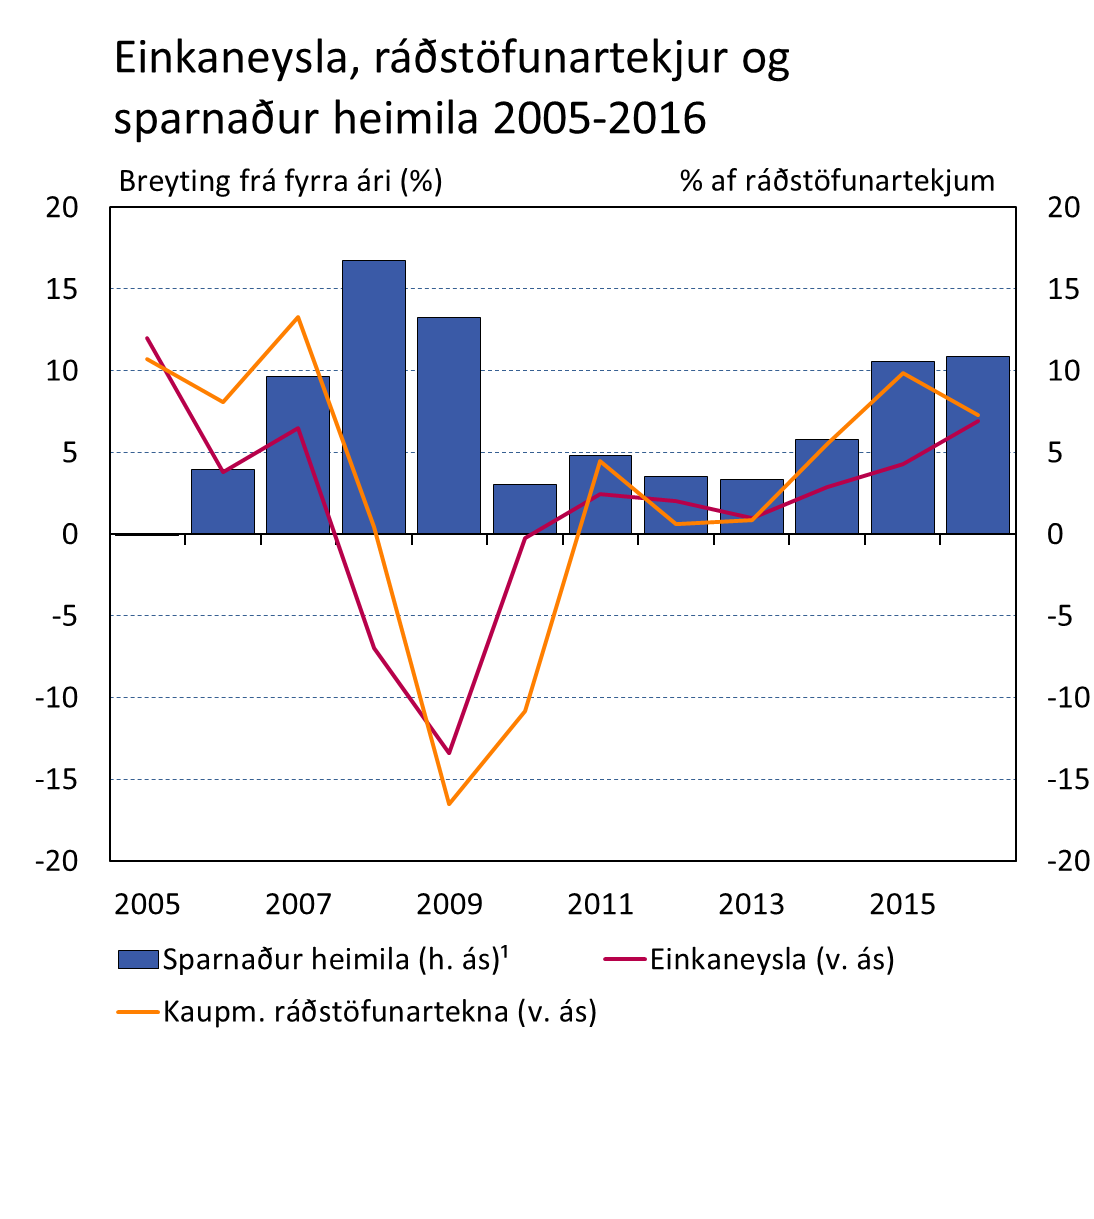 Einkaneysla, ráðstöfunartekjur og
sparnaður heimila 2005-2016
Breyting frá fyrra ári (%)
% af ráðstöfunartekjum
20
15
10
5
0
-5
-10
-15
-20
20
15
10
5
0
-5
-10
-15
-20
2005 2007 2009 2011 2013 2015
Sparnaður heimila (h. ás)¹
Einkaneysla (v. ás)
Kaupm. ráðstöfunartekna (v. ás)